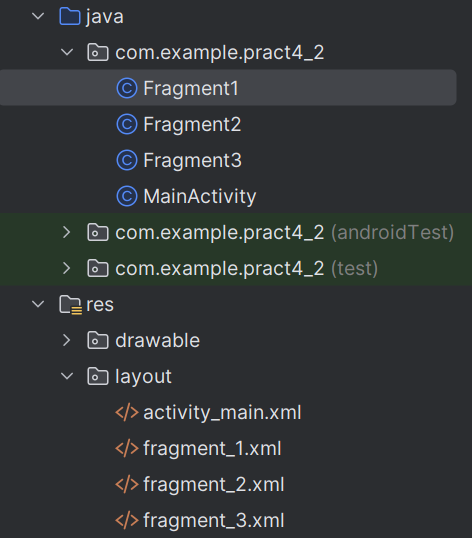 java
com.example.pract4_2
Fragment1
Fragment2
Fragment3
MainActivity
com.example.pract4_2 (androidTest)
com.example.pract4_2 (test)
res
drawable
layout
activity_main.xml
fragment_1.xml
fragment_2.xml
fragment_3.xml